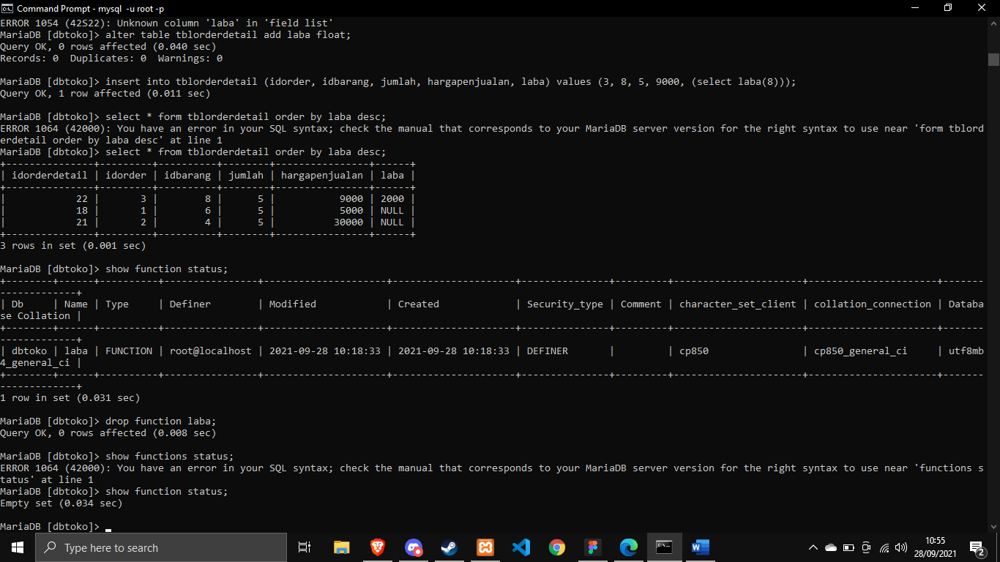 Command Prompt - mysql  -u root -p
ERROR 1054 (42S22): Unknown column 'laba' in 'field list'
MariaDB [dbtoko]> alter table tblorderdetail add laba float;
Query OK, 0 rows affected (0.040 sec)
Records: 0  Duplicates: 0  Warnings: 0
MariaDB [dbtoko]> insert into tblorderdetail (idorder, idbarang, jumlah, hargapenjualan, laba) values (3, 8, 5, 9000, (select laba(8)));
Query OK, 1 row affected (0.011 sec)
MariaDB [dbtoko]> select * form tblorderdetail order by laba desc;
ERROR 1064 (42000): You have an error in your SQL syntax; check the manual that corresponds to your MariaDB server version for the right syntax to use near 'form tblord
erdetail order by laba desc' at line 1
MariaDB [dbtoko]> select * from tblorderdetail order by laba desc;
+---------------+---------+----------+--------+----------------+------+
| idorderdetail | idorder | idbarang | jumlah | hargapenjualan | laba |
+---------------+---------+----------+--------+----------------+------+
|            22 |       3 |        8 |      5 |           9000 | 2000 |
|            18 |       1 |        6 |      5 |           5000 | NULL |
|            21 |       2 |        4 |      5 |          30000 | NULL |
+---------------+---------+----------+--------+----------------+------+
3 rows in set (0.001 sec)
MariaDB [dbtoko]> show function status;
+--------+------+----------+----------------+---------------------+---------------------+---------------+---------+----------------------+----------------------+-------
-------------+
| Db     | Name | Type     | Definer        | Modified            | Created             | Security_type | Comment | character_set_client | collation_connection | Databa
se Collation |
+--------+------+----------+----------------+---------------------+---------------------+---------------+---------+----------------------+----------------------+-------
-------------+
| dbtoko | laba | FUNCTION | root@localhost | 2021-09-28 10:18:33 | 2021-09-28 10:18:33 | DEFINER       |         | cp850                | cp850_general_ci     | utf8mb
4_general_ci |
+--------+------+----------+----------------+---------------------+---------------------+---------------+---------+----------------------+----------------------+-------
-------------+
1 row in set (0.031 sec)
MariaDB [dbtoko]> drop function laba;
Query OK, 0 rows affected (0.008 sec)
MariaDB [dbtoko]> show functions status;
ERROR 1064 (42000): You have an error in your SQL syntax; check the manual that corresponds to your MariaDB server version for the right syntax to use near 'functions s
tatus' at line 1
MariaDB [dbtoko]> show function status;
Empty set (0.034 sec)
MariaDB [dbtoko]> _
Type here to search
10:55
28/09/2021
2